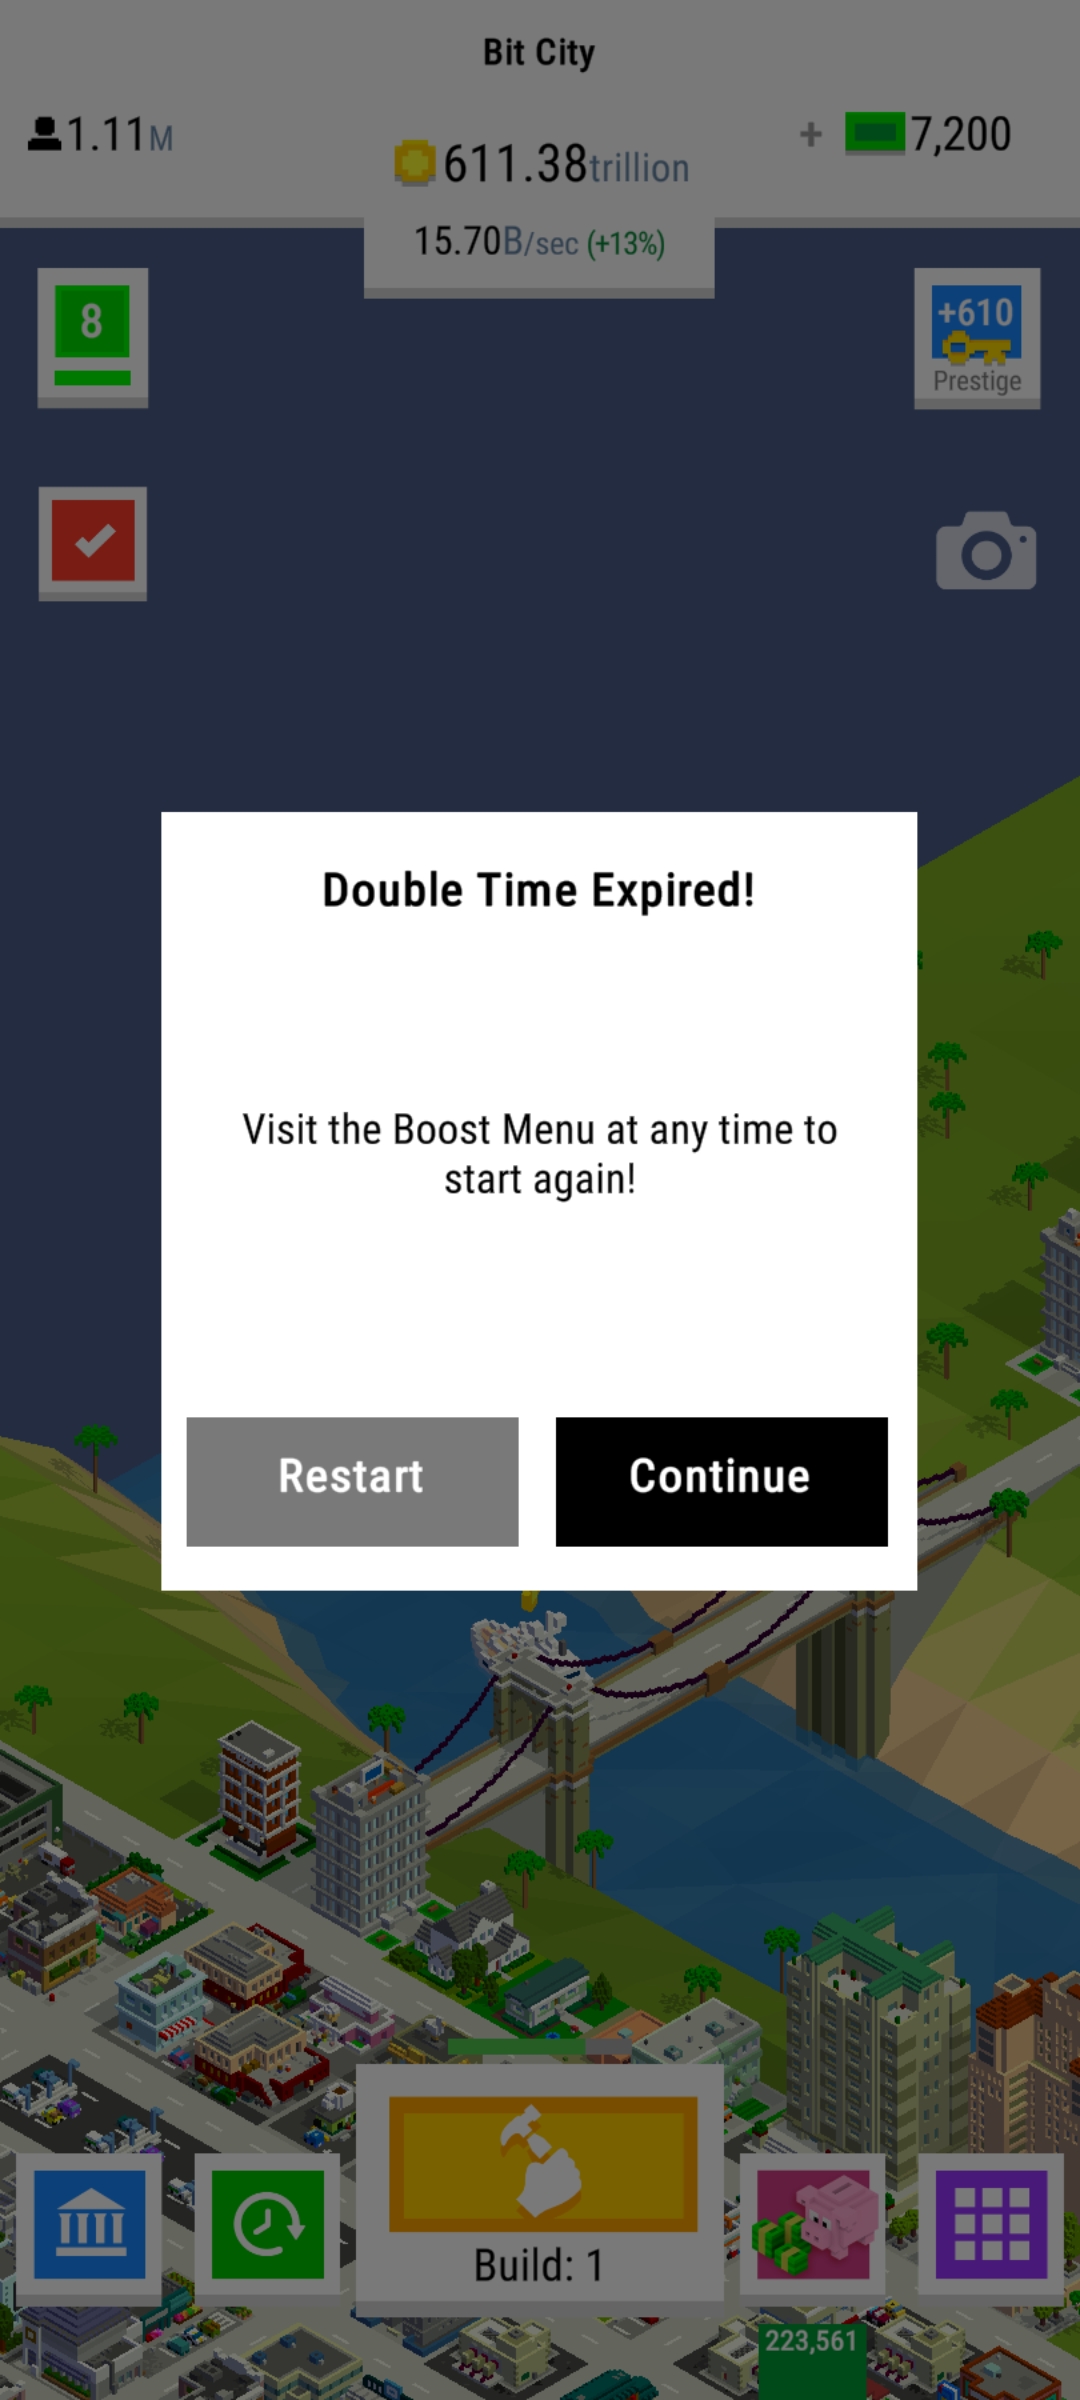 Bit City
1.11M
611.38trillion
+ 7,200
15.70B/sec (+13%)
8
+610
Prestige
Double Time Expired!
Visit the Boost Menu at any time to
start again!
Restart
Continue
Build: 1
223,561